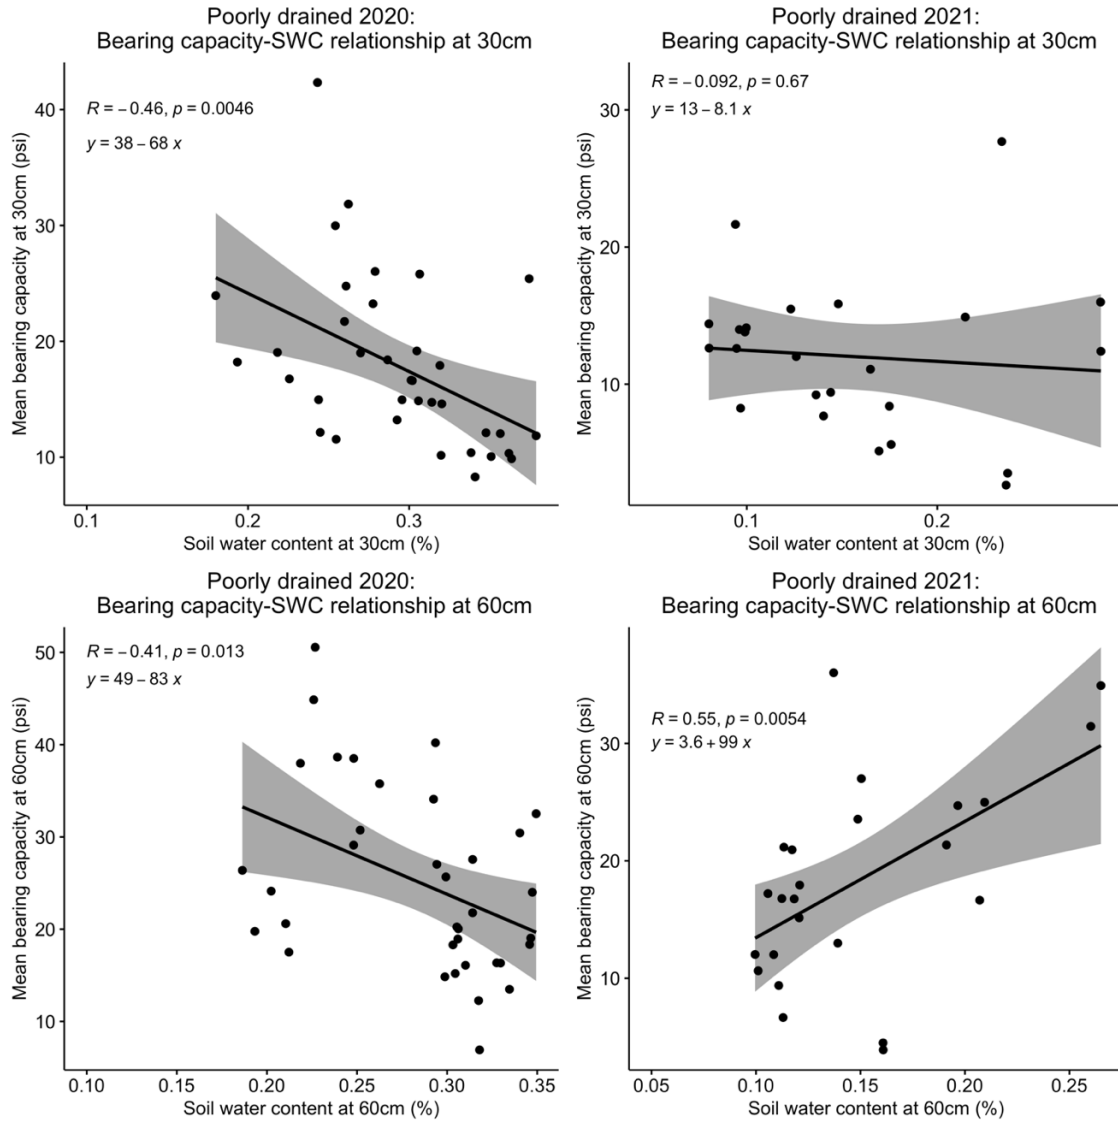 Poorly drained 2020:
Bearing capacity-SWC relationship at 30cm
R = −0.46, p = 0.0046
y = 38 − 68 x
Mean bearing capacity at 30cm (psi)
40
30
20
10
0.1 0.2 0.3
Soil water content at 30cm (%)
Poorly drained 2021:
Bearing capacity-SWC relationship at 30cm
R = −0.092, p = 0.67
y = 13 − 8.1 x
Mean bearing capacity at 30cm (psi)
30
20
10
0.1 0.2
Soil water content at 30cm (%)
Poorly drained 2020:
Bearing capacity-SWC relationship at 60cm
R = −0.41, p = 0.013
y = 49 − 83 x
Mean bearing capacity at 60cm (psi)
50
40
30
20
10
0.10 0.15 0.20 0.25 0.30 0.35
Soil water content at 60cm (%)
Poorly drained 2021:
Bearing capacity-SWC relationship at 60cm
R = 0.55, p = 0.0054
y = 3.6 + 99 x
Mean bearing capacity at 60cm (psi)
30
20
10
0.05 0.10 0.15 0.20 0.25
Soil water content at 60cm (%)